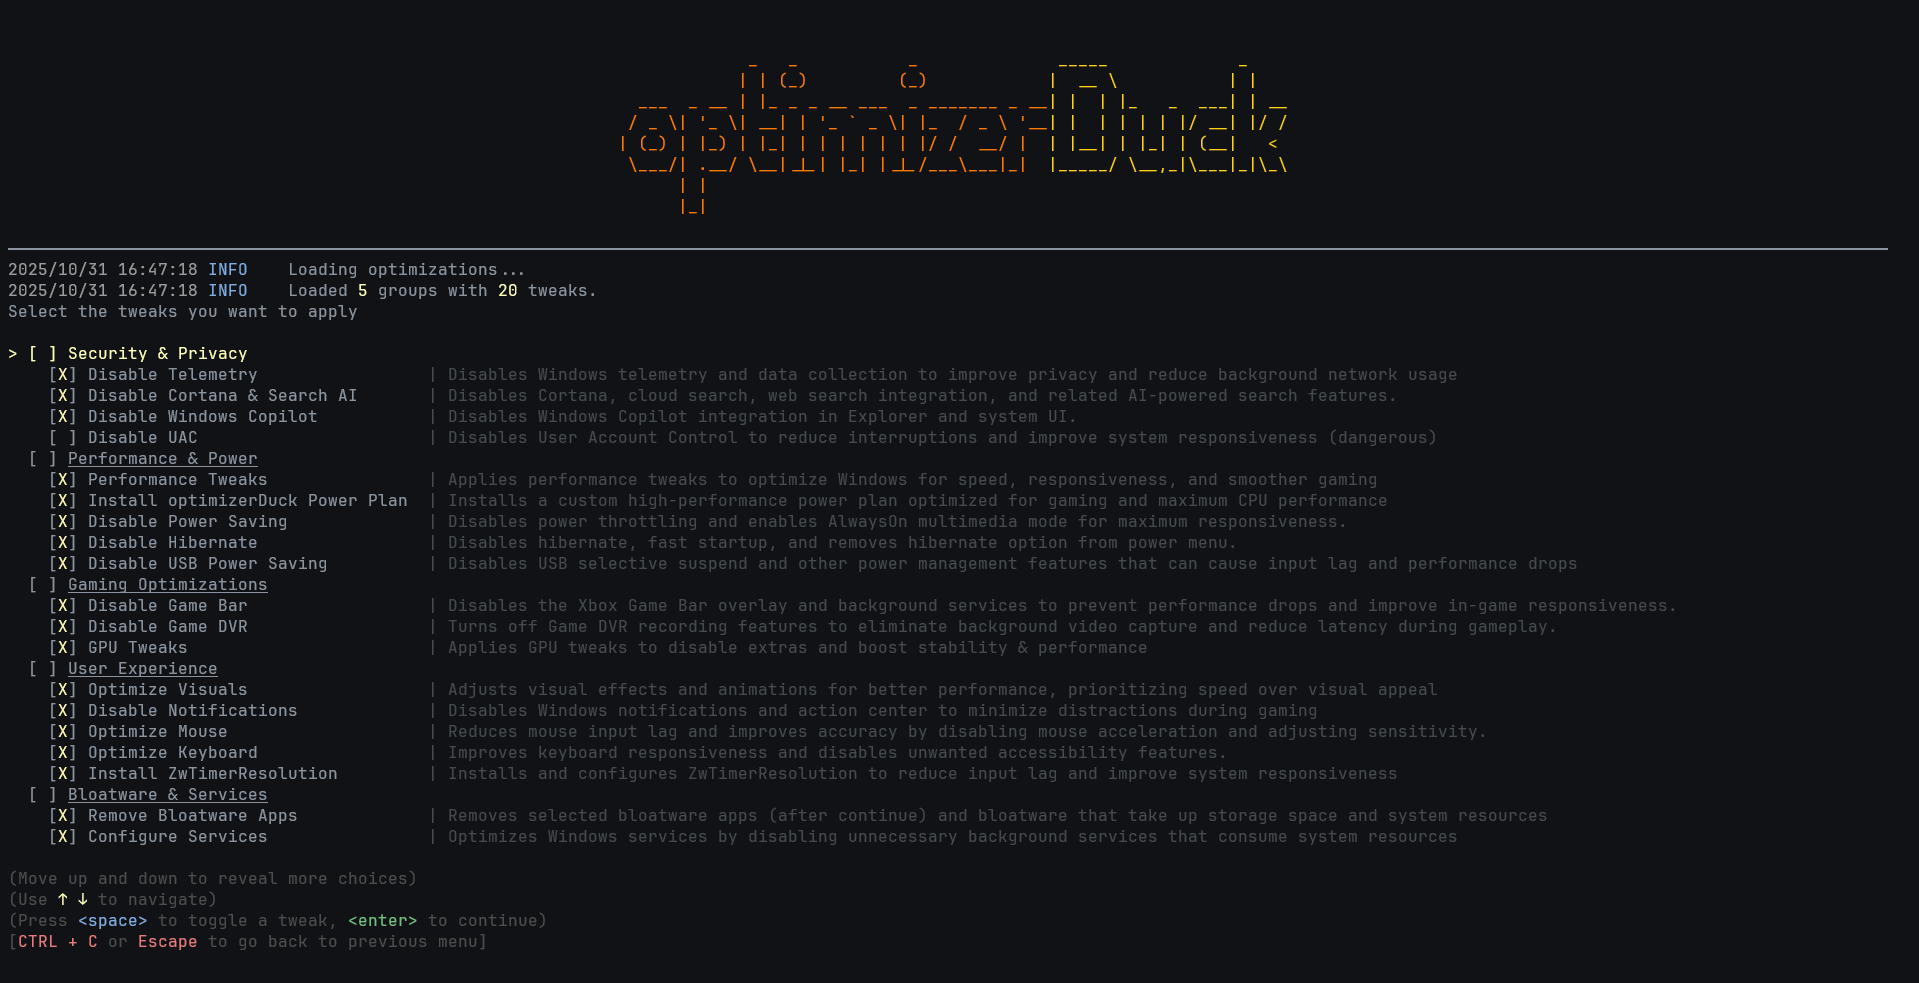 optimizerDuck
2025/10/31 16:47:18 INFO    Loading optimizations...
2025/10/31 16:47:18 INFO    Loaded 5 groups with 20 tweaks.
Select the tweaks you want to apply
> [ ] Security & Privacy
[X] Disable Telemetry | Disables Windows telemetry and data collection to improve privacy and reduce background network usage
[X] Disable Cortana & Search AI | Disables Cortana, cloud search, web search integration, and related AI-powered search features.
[X] Disable Windows Copilot | Disables Windows Copilot integration in Explorer and system UI.
[ ] Disable UAC | Disables User Account Control to reduce interruptions and improve system responsiveness (dangerous)
[ ] Performance & Power
[X] Performance Tweaks | Applies performance tweaks to optimize Windows for speed, responsiveness, and smoother gaming
[X] Install optimizerDuck Power Plan | Installs a custom high-performance power plan optimized for gaming and maximum CPU performance
[X] Disable Power Saving | Disables power throttling and enables AlwaysOn multimedia mode for maximum responsiveness.
[X] Disable Hibernate | Disables hibernate, fast startup, and removes hibernate option from power menu.
[X] Disable USB Power Saving | Disables USB selective suspend and other power management features that can cause input lag and performance drops
[ ] Gaming Optimizations
[X] Disable Game Bar | Disables the Xbox Game Bar overlay and background services to prevent performance drops and improve in-game responsiveness.
[X] Disable Game DVR | Turns off Game DVR recording features to eliminate background video capture and reduce latency during gameplay.
[X] GPU Tweaks | Applies GPU tweaks to disable extras and boost stability & performance
[ ] User Experience
[X] Optimize Visuals | Adjusts visual effects and animations for better performance, prioritizing speed over visual appeal
[X] Disable Notifications | Disables Windows notifications and action center to minimize distractions during gaming
[X] Optimize Mouse | Reduces mouse input lag and improves accuracy by disabling mouse acceleration and adjusting sensitivity.
[X] Optimize Keyboard | Improves keyboard responsiveness and disables unwanted accessibility features.
[X] Install ZwTimerResolution | Installs and configures ZwTimerResolution to reduce input lag and improve system responsiveness
[ ] Bloatware & Services
[X] Remove Bloatware Apps | Removes selected bloatware apps (after continue) and bloatware that take up storage space and system resources
[X] Configure Services | Optimizes Windows services by disabling unnecessary background services that consume system resources
(Move up and down to reveal more choices)
(Use ↑ ↓ to navigate)
(Press <space> to toggle a tweak, <enter> to continue)
[CTRL + C or Escape to go back to previous menu]